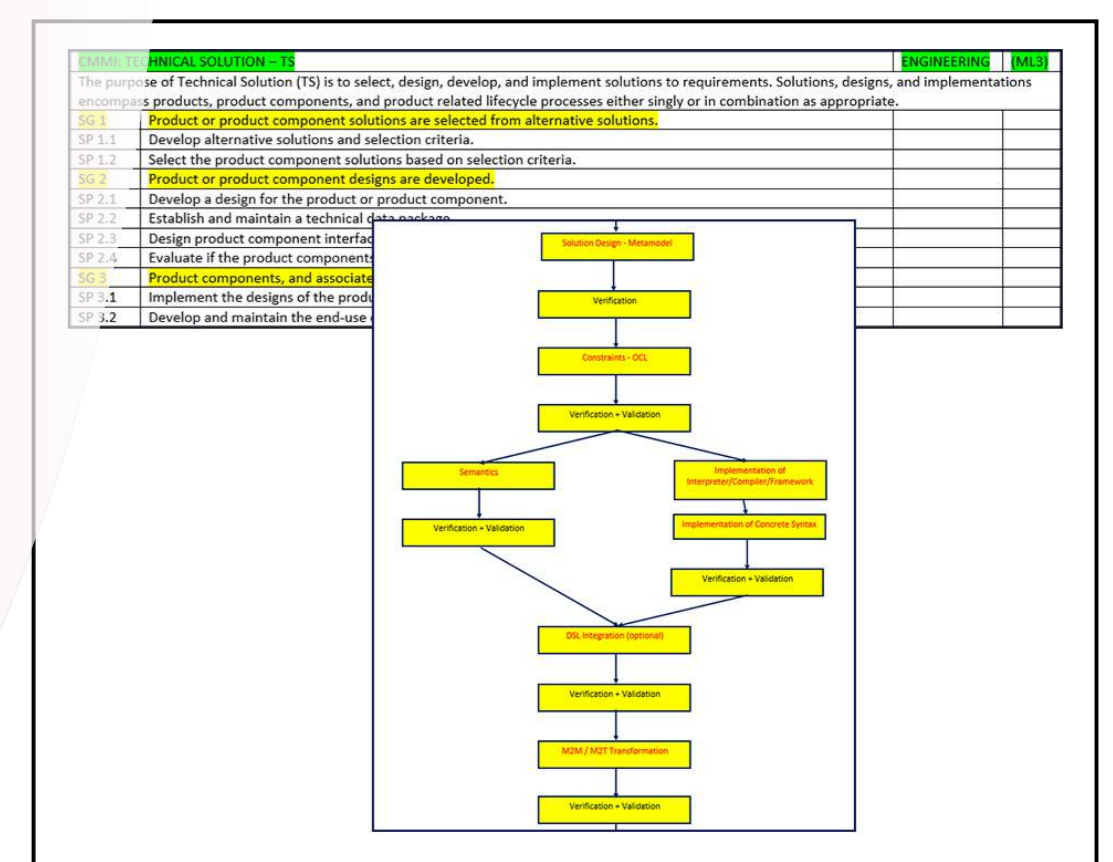 CMMI: TECHNICAL SOLUTION – TS ENGINEERING (ML3)
The purpose of Technical Solution (TS) is to select, design, develop, and implement solutions to requirements. Solutions, designs, and implementations
encompass products, product components, and product related lifecycle processes either singly or in combination as appropriate.
SG 1 Product or product component solutions are selected from alternative solutions.
SP 1.1 Develop alternative solutions and selection criteria.
SP 1.2 Select the product component solutions based on selection criteria.
SG 2 Product or product component designs are developed.
SP 2.1 Develop a design for the product or product component.
SP 2.2 Establish and maintain a technical data package
SP 2.3 Design product component interfac
SP 2.4 Evaluate if the product components
SG 3 Product components, and associate
SP 3.1 Implement the designs of the produ
SP 3.2 Develop and maintain the end-use
Solution Design - Metamodel
Verification
Constraints - OCL
Verification + Validation
Semantics
Implementation of
Interpreter/Compiler/Framework
Verification + Validation
Implementation of Concrete Syntax
Verification + Validation
DSL Integration (optional)
Verification + Validation
M2M / M2T Transformation
Verification + Validation